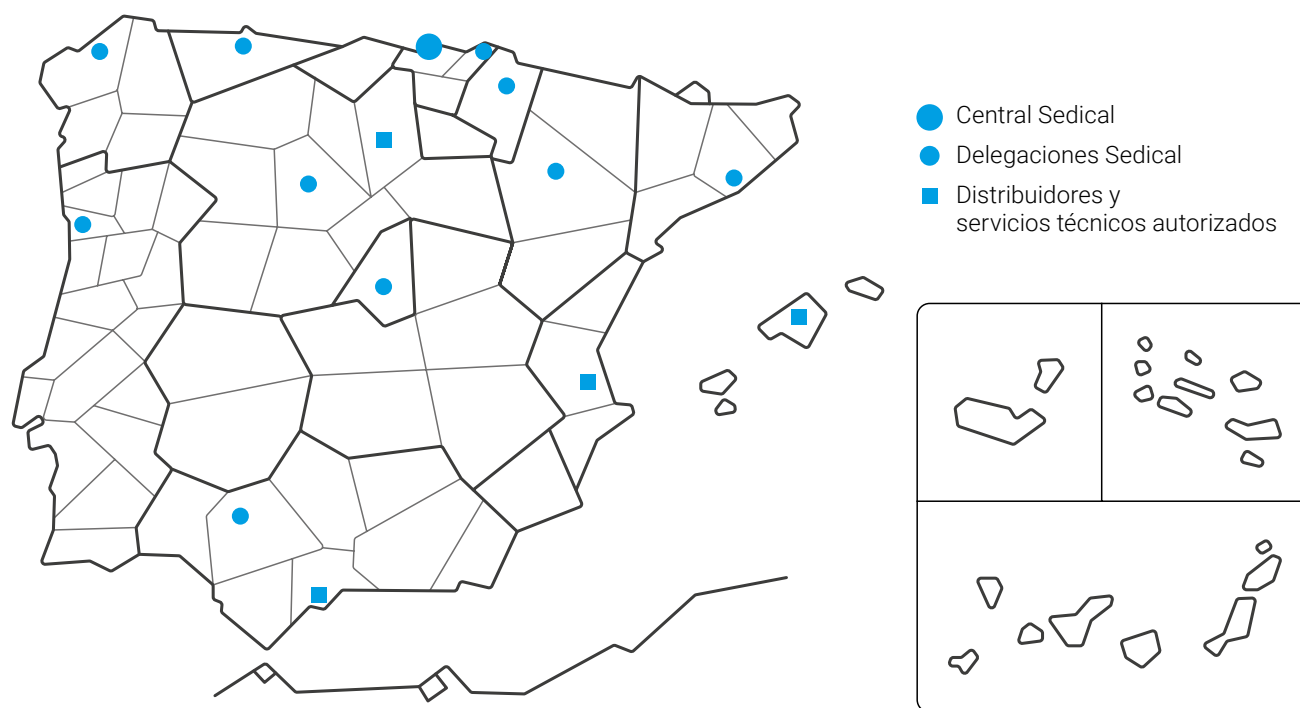 Central Sedical
Delegaciones Sedical
Distribuidores y
servicios técnicos autorizados